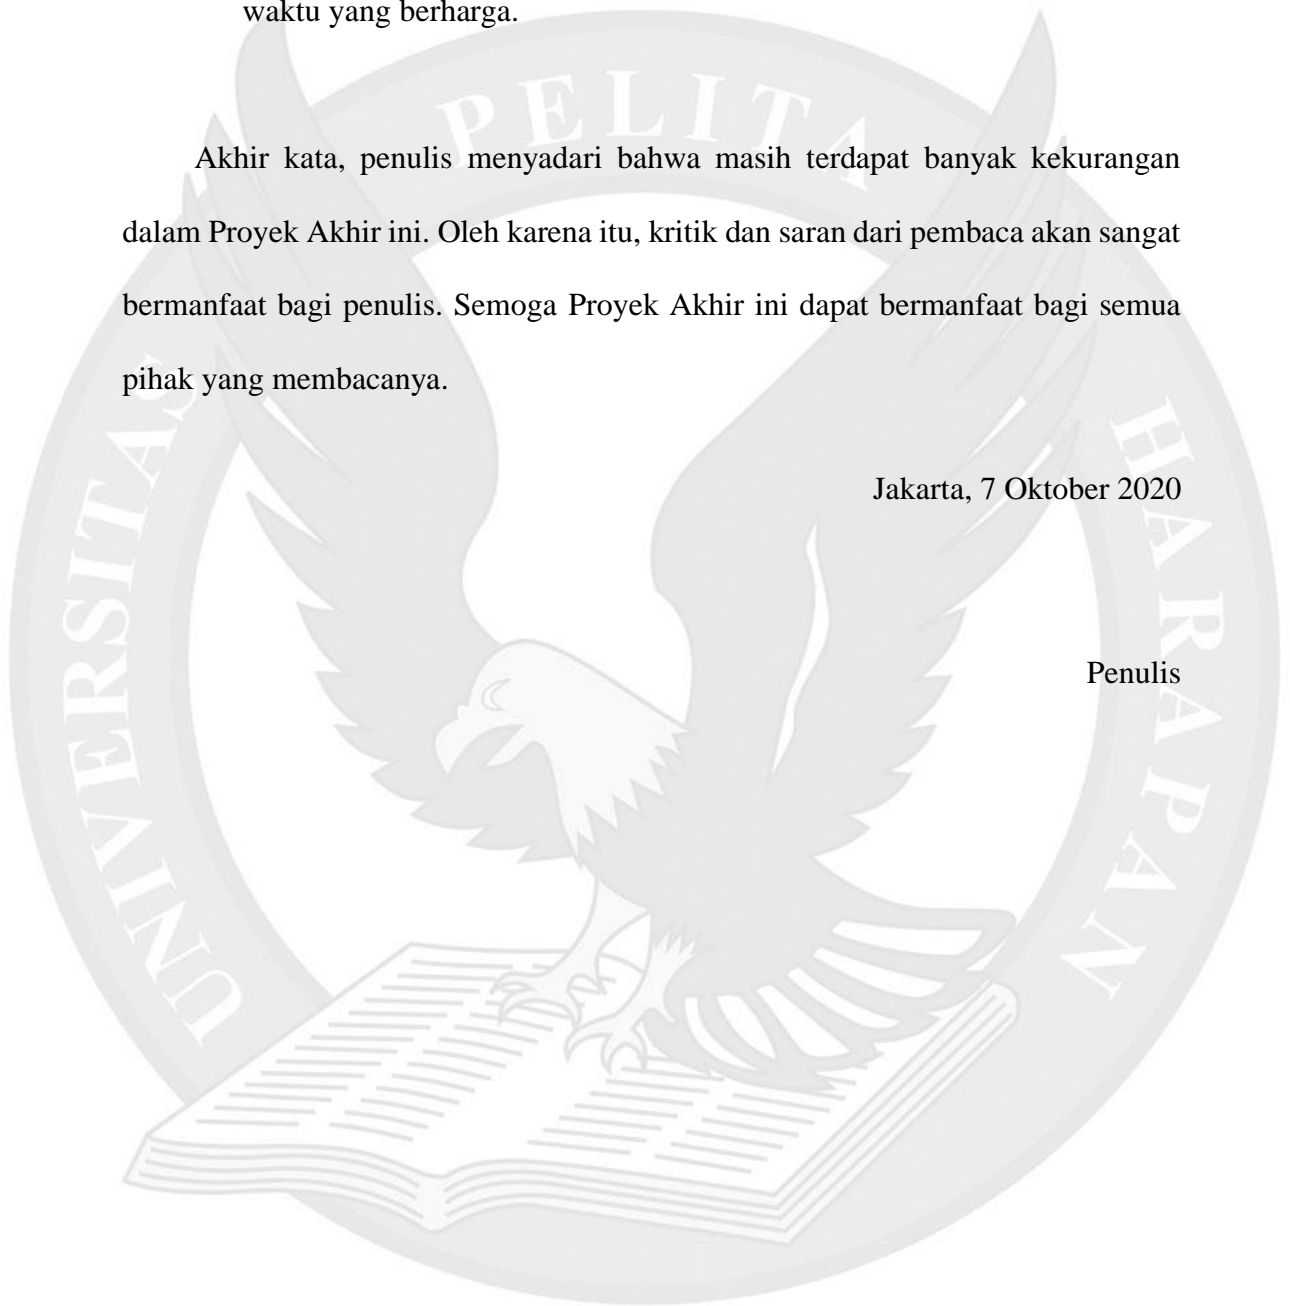 waktu yang berharga.
PELITA
Akhir kata, penulis menyadari bahwa masih terdapat banyak kekurangan
dalam Proyek Akhir ini. Oleh karena itu, kritik dan saran dari pembaca akan sangat
bermanfaat bagi penulis. Semoga Proyek Akhir ini dapat bermanfaat bagi semua
pihak yang membacanya.
UNIVERSITAS
HARAPAN
Jakarta, 7 Oktober 2020
Penulis